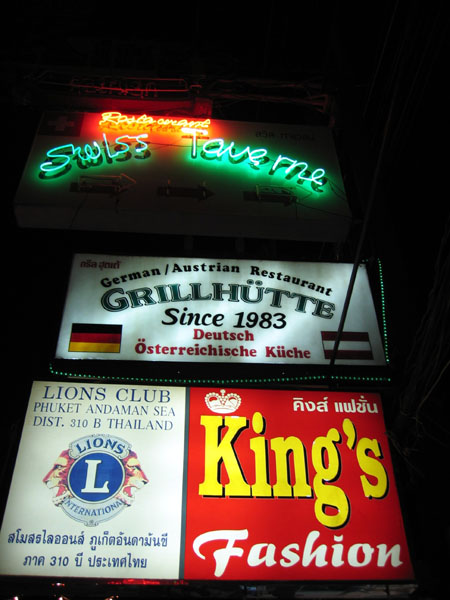 Restaurant
Swiss Taverne
German/Austrian Restaurant
GRILLHÜTTE
Since 1983
Deutsch
Österreichische Küche
LIONS CLUB
PHUKET ANDAMAN SEA
DIST. 310 B THAILAND
LIONS
L
INTERNATIONAL
สโมสรไลออนส์ ภูเก็ตอันดามันซี
ภาค 310 บี ประเทศไทย
คิงส์ แฟชั่น
King's
Fashion